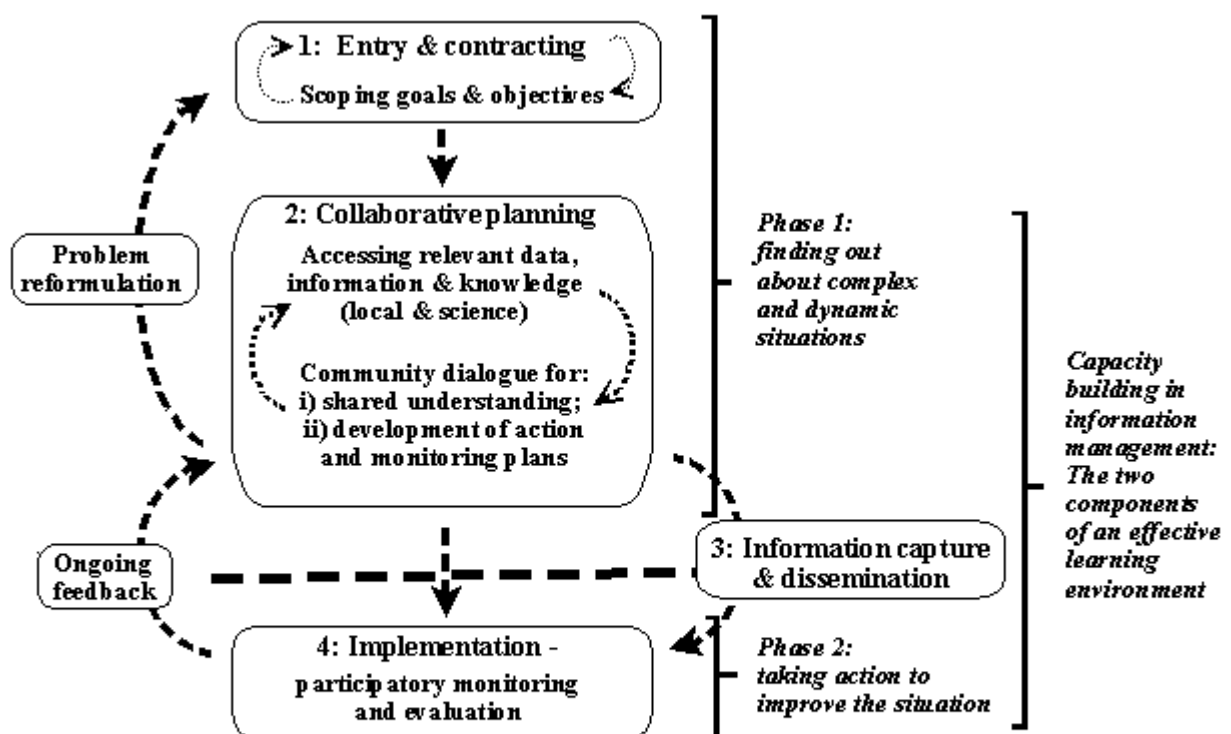 1: Entry & contracting
Scoping goals & objectives
2: Collaborative planning
Accessing relevant data,
information & knowledge
(local & science)
Community dialogue for:
i) shared understanding;
ii) development of action
and monitoring plans
Problem
reformulation
Ongoing
feedback
3: Information capture
& dissemination
4: Implementation -
participatory monitoring
and evaluation
Phase 1:
finding out
about complex
and dynamic
situations
Phase 2:
taking action to
improve the situation
Capacity
building in
information
management:
The two
components
of an effective
learning
environment